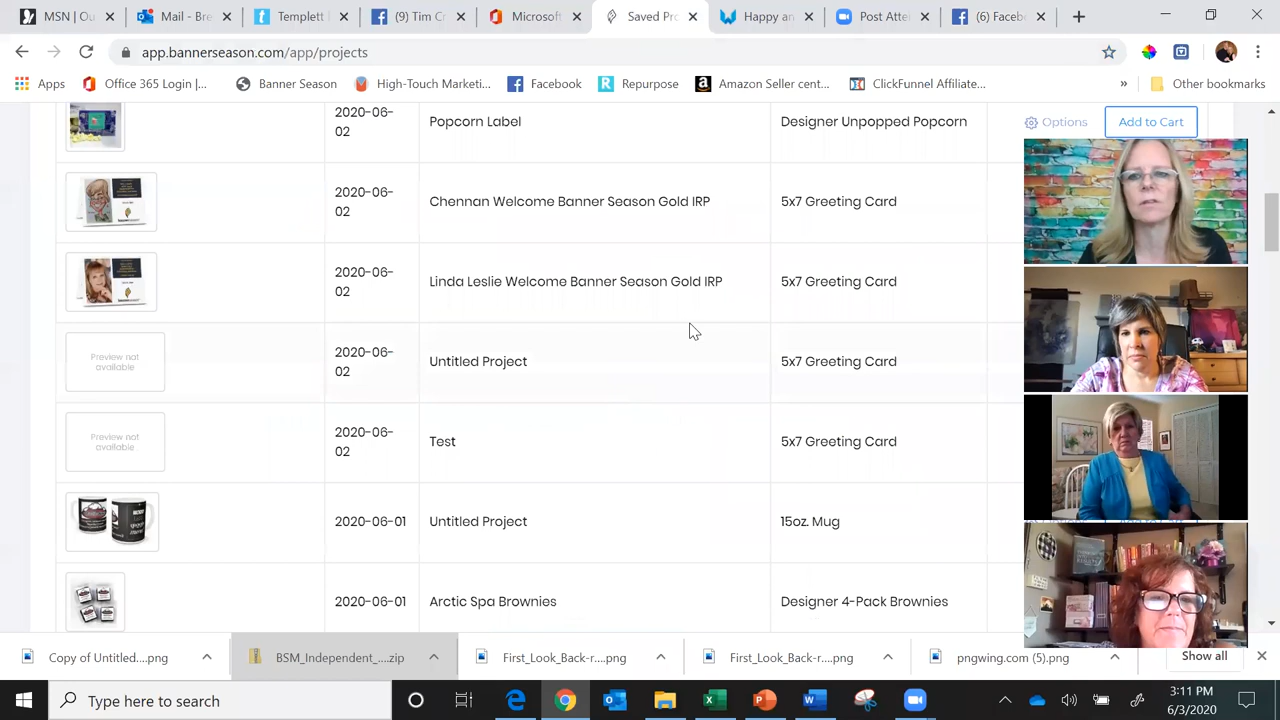 MSN | Ou
Mail - Bre
Templett
(9) Tim C
Microsoft
Saved Pro
Happy an
Post Atte
(6) Faceb
app.bannerseason.com/app/projects
Apps
Office 365 Login |...
Banner Season
High-Touch Marketi...
Facebook
Repurpose
Amazon Seller cent...
ClickFunnel Affiliate...
»
Other bookmarks
2020-06-
02
Popcorn Label
Designer Unpopped Popcorn
Options
Add to Cart
2020-06-
02
Chennan Welcome Banner Season Gold IRP
5x7 Greeting Card
2020-06-
02
Linda Leslie Welcome Banner Season Gold IRP
5x7 Greeting Card
Preview not
available
2020-06-
02
Untitled Project
5x7 Greeting Card
Preview not
available
2020-06-
02
Test
5x7 Greeting Card
2020-06-01
Untitled Project
15oz. Mug
2020-06-01
Arctic Spa Brownies
Designer 4-Pack Brownies
Copy of Untitled....png
BSM_Independent_....zip
First_Look_Back-r....png
First_Look_Back-r....png
pngwing.com (5).png
Show all
Type here to search
3:11 PM
6/3/2020